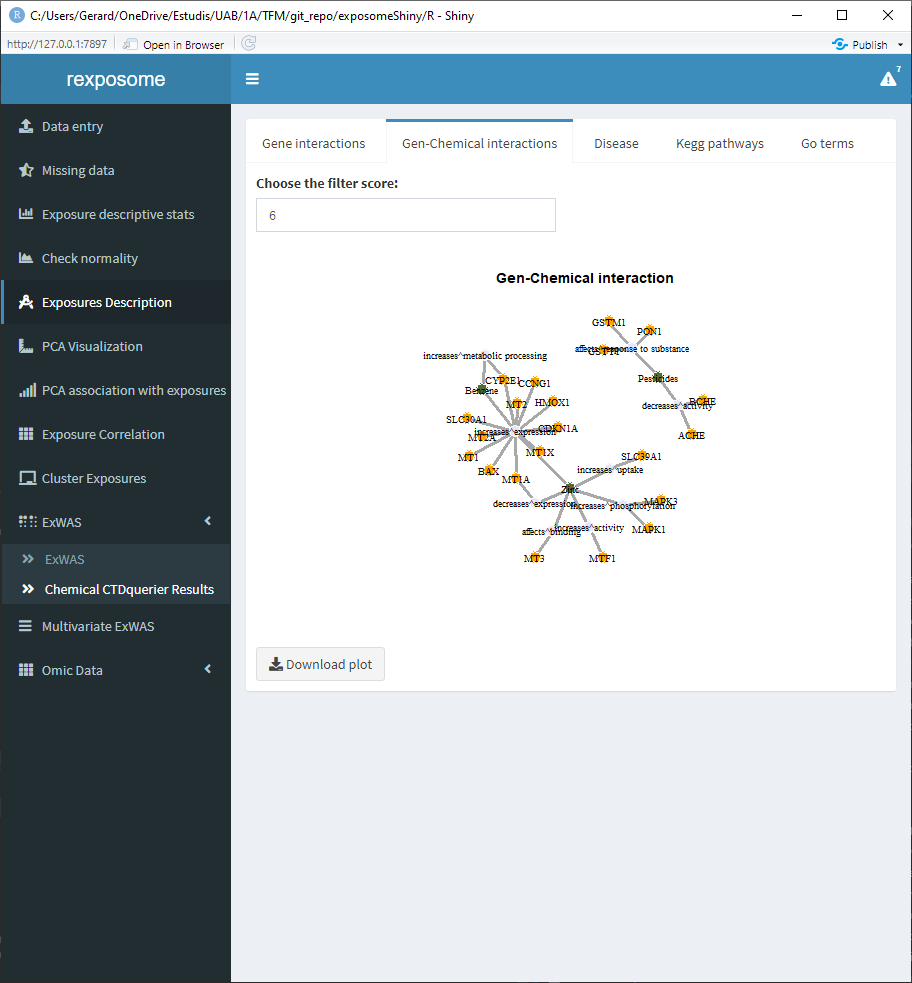 C:/Users/Gerard/OneDrive/Estudis/UAB/1A/TFM/git_repo/exposomeShiny/R - Shiny
http://127.0.0.1:7897 Open in Browser Publish
rexposome 7
Data entry
Missing data
Exposure descriptive stats
Check normality
Exposures Description
PCA Visualization
PCA association with exposures
Exposure Correlation
Cluster Exposures
ExWAS
ExWAS
Chemical CTDquerier Results
Multivariate ExWAS
Omic Data
Gene interactions Gen-Chemical interactions Disease Kegg pathways Go terms
Choose the filter score:
6
Gen-Chemical interaction
GSTM1
PON1
affects^response to substance
increases^metabolic processing
Pesticides
CYP2E1
CCNG1
Benzene
MT2
HMOX1
BCHE
decreases^activity
SLC30A1
increases^expression
CDKN1A
MT2A
ACHE
MT1
MT1X
SLC39A1
BAX
increases^uptake
MT1A
Zinc
decreases^expression
increases^phosphorylation
MAPK3
affects^binding
increases^activity
MAPK1
MT3
MTF1
Download plot